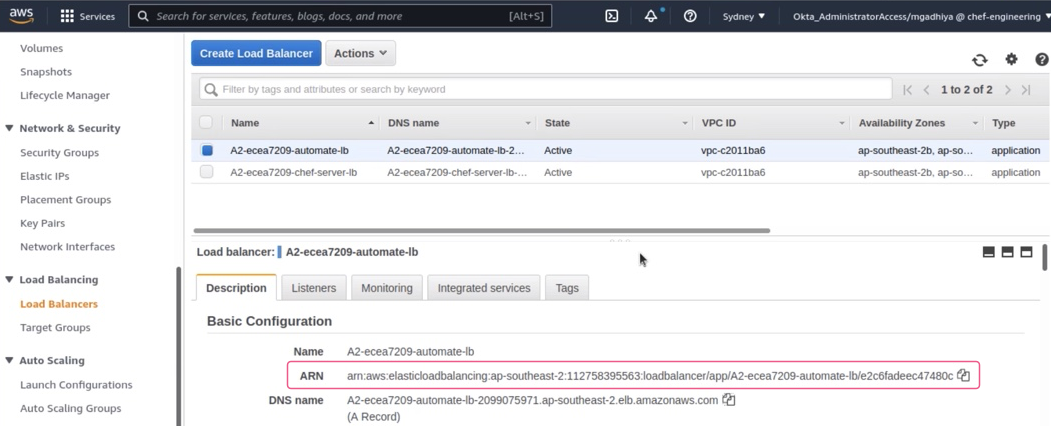 aws Services Search for services, features, blogs, docs, and more [Alt+S] Sydney Okta_AdministratorAccess/mgadhiya @ chef-engineering
Volumes
Snapshots
Lifecycle Manager
Network & Security
Security Groups
Elastic IPs
Placement Groups
Key Pairs
Network Interfaces
Load Balancing
Load Balancers
Target Groups
Auto Scaling
Launch Configurations
Auto Scaling Groups
Create Load Balancer Actions
Filter by tags and attributes or search by keyword 1 to 2 of 2
Name DNS name State VPC ID Availability Zones Type
A2-ecea7209-automate-lb A2-ecea7209-automate-lb-2... Active vpc-c2011ba6 ap-southeast-2b, ap-so... application
A2-ecea7209-chef-server-lb A2-ecea7209-chef-server-lb-... Active vpc-c2011ba6 ap-southeast-2b, ap-so... application
Load balancer: A2-ecea7209-automate-lb
Description Listeners Monitoring Integrated services Tags
Basic Configuration
Name A2-ecea7209-automate-lb
ARN arn:aws:elasticloadbalancing:ap-southeast-2:112758395563:loadbalancer/app/A2-ecea7209-automate-lb/e2c6fadeec47480c
DNS name A2-ecea7209-automate-lb-2099075971.ap-southeast-2.elb.amazonaws.com
(A Record)